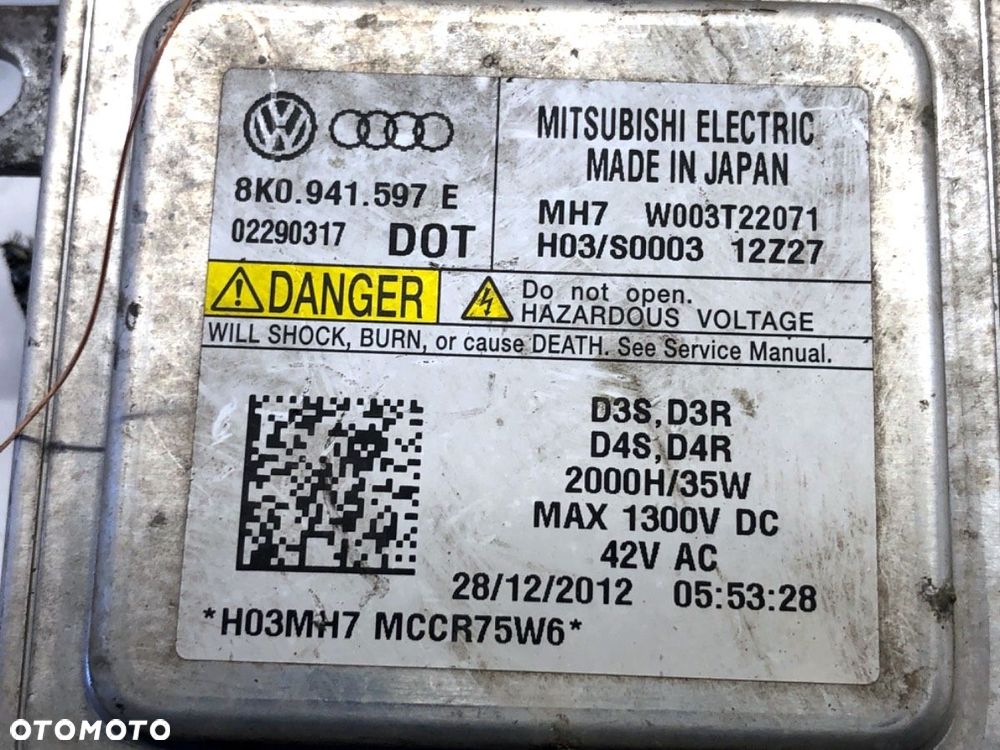 8K0.941.597 E
02290317 DOT
MITSUBISHI ELECTRIC
MADE IN JAPAN
MH7 W003T22071
H03/S0003 12Z27
DANGER
Do not open.
HAZARDOUS VOLTAGE
WILL SHOCK, BURN, or cause DEATH. See Service Manual.
D3S,D3R
D4S,D4R
2000H/35W
MAX 1300V DC
42V AC
28/12/2012 05:53:28
*H03MH7 MCCR75W6*
OTOMOTO